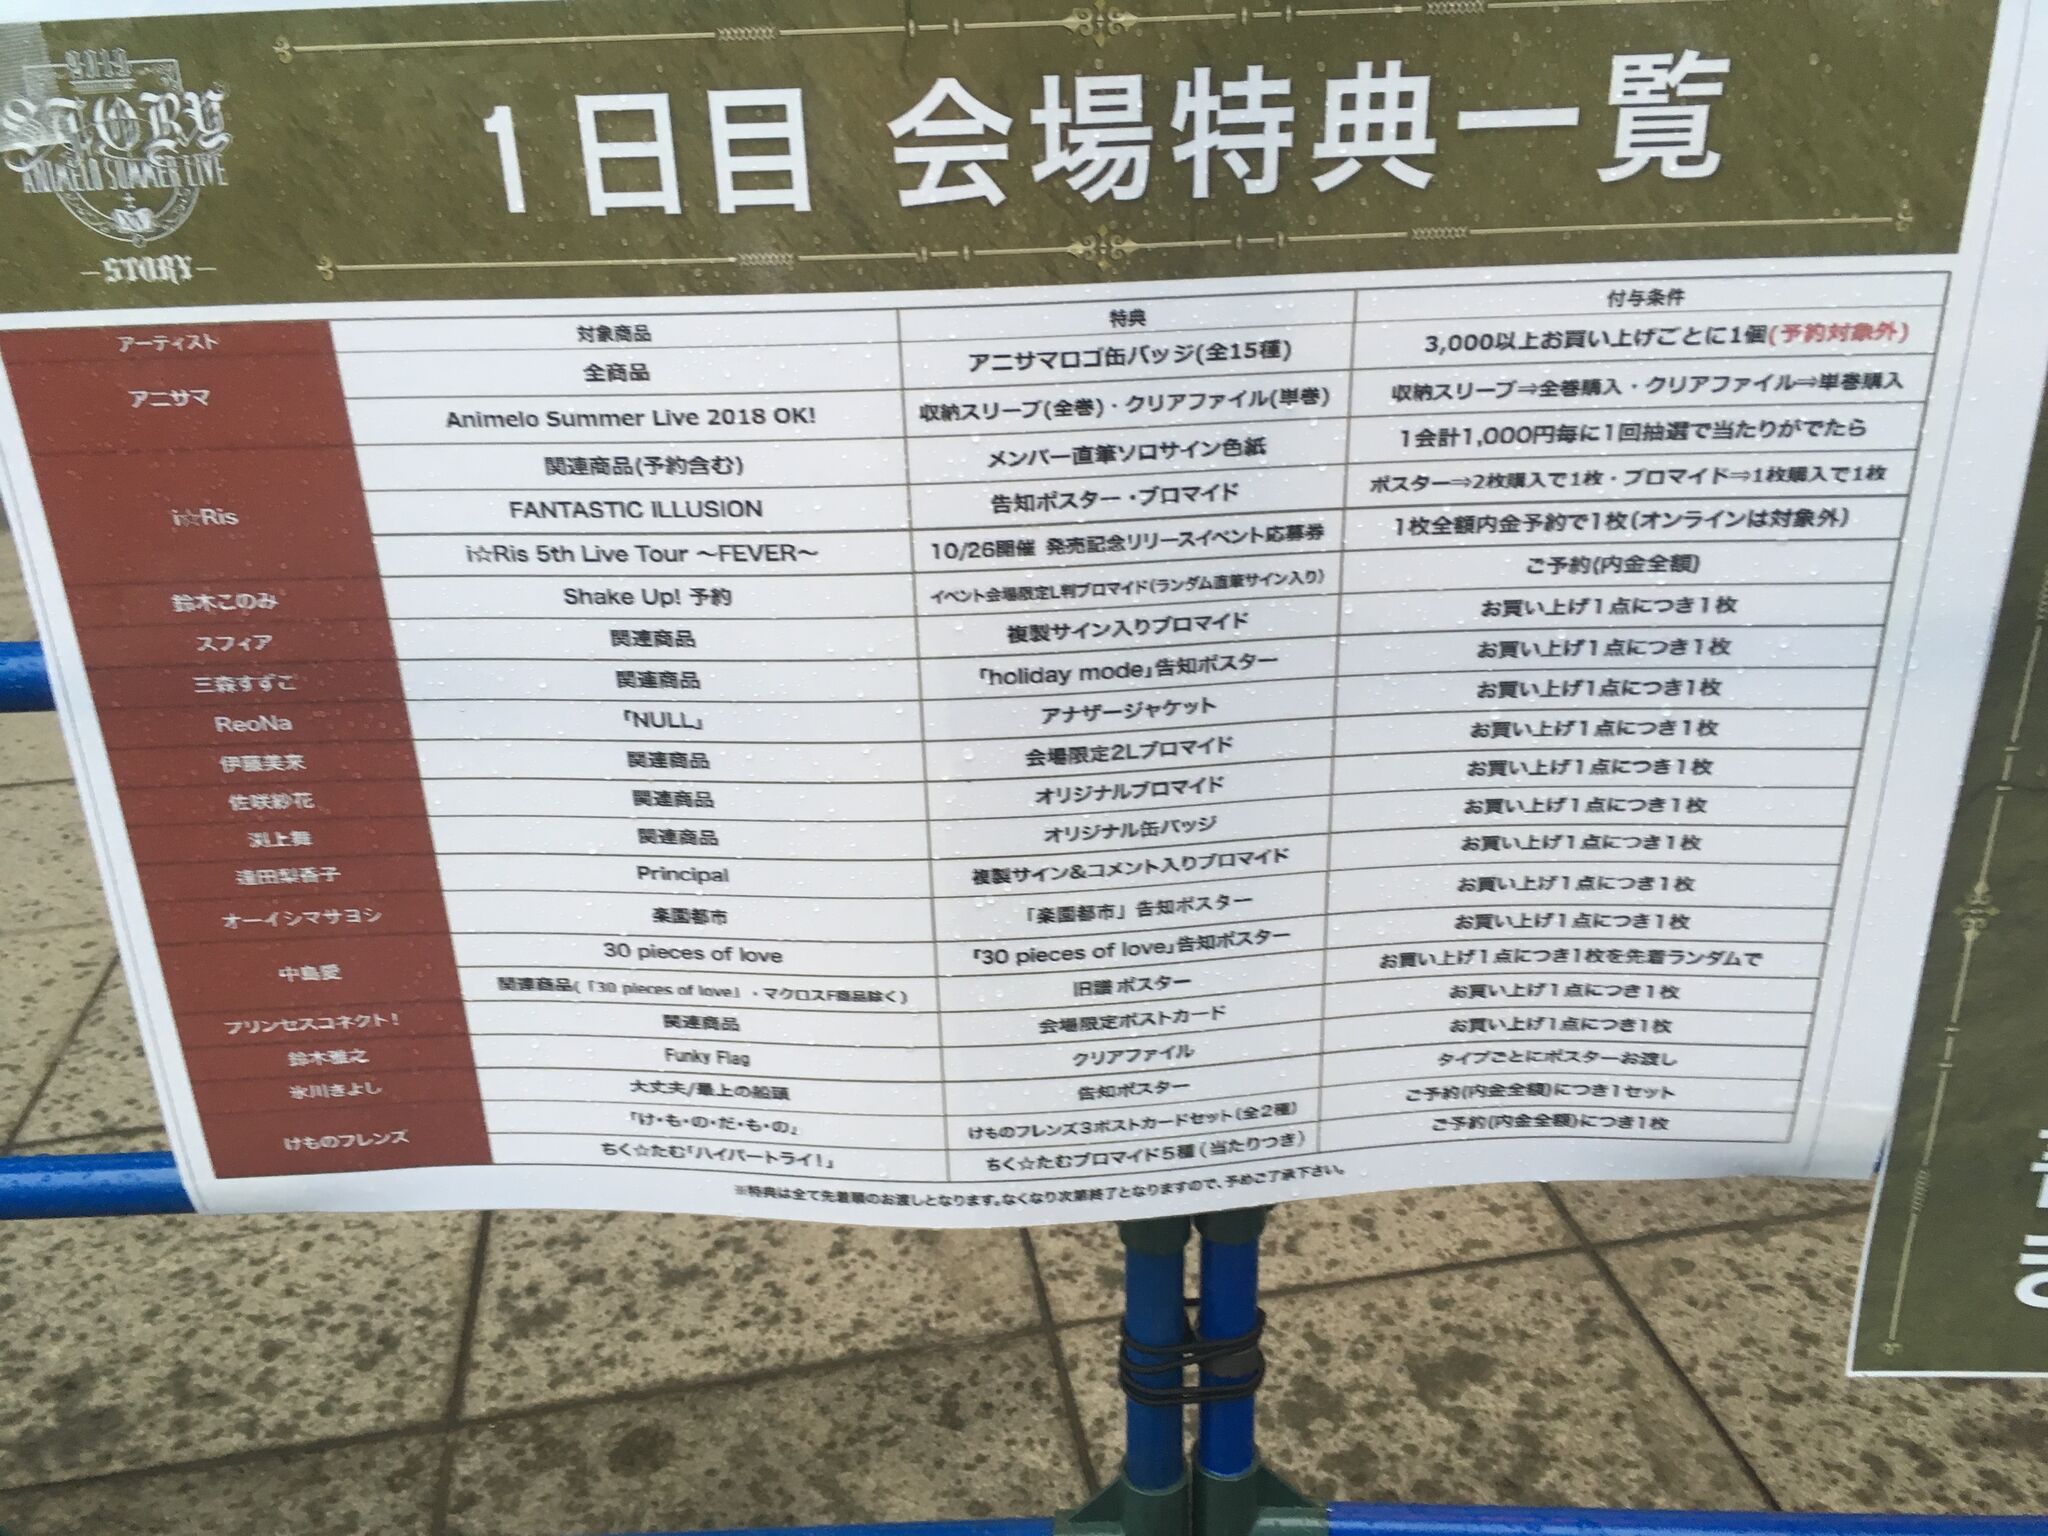 2019
STORY
ANIMELO SUMMER LIVE
-STORY-
1日目 会場特典一覧
アーティスト 対象商品 特典 付与条件
アニサマ 全商品 アニサマロゴ缶バッジ(全15種) 3,000以上お買い上げごとに1個(予約対象外)
Animelo Summer Live 2018 OK! 収納スリーブ(全巻)・クリアファイル(単巻) 収納スリーブ⇒全巻購入・クリアファイル⇒単巻購入
i☆Ris 関連商品(予約含む) メンバー直筆ソロサイン色紙 1会計1,000円毎に1回抽選で当たりがでたら
FANTASTIC ILLUSION 告知ポスター・ブロマイド ポスター⇒2枚購入で1枚・ブロマイド⇒1枚購入で1枚
i☆Ris 5th Live Tour ～FEVER～ 10/26開催 発売記念リリースイベント応募券 1枚全額内金予約で1枚(オンラインは対象外)
鈴木このみ Shake Up! 予約 イベント会場限定L判ブロマイド(ランダム直筆サイン入り) ご予約(内金全額)
スフィア 関連商品 複製サイン入りブロマイド お買い上げ1点につき1枚
三森すずこ 関連商品 「holiday mode」告知ポスター お買い上げ1点につき1枚
ReoNa 「NULL」 アナザージャケット お買い上げ1点につき1枚
伊藤美来 関連商品 会場限定2Lブロマイド お買い上げ1点につき1枚
佐咲紗花 関連商品 オリジナルブロマイド お買い上げ1点につき1枚
渕上舞 関連商品 オリジナル缶バッジ お買い上げ1点につき1枚
逢田梨香子 Principal 複製サイン&コメント入りブロマイド お買い上げ1点につき1枚
オーイシマサヨシ 楽園都市 「楽園都市」告知ポスター お買い上げ1点につき1枚
中島愛 30 pieces of love 「30 pieces of love」告知ポスター お買い上げ1点につき1枚
関連商品(「30 pieces of love」・マクロスF商品除く) 旧譜ポスター お買い上げ1点につき1枚を先着ランダムで
プリンセスコネクト! 関連商品 会場限定ポストカード お買い上げ1点につき1枚
鈴木雅之 Funky Flag クリアファイル お買い上げ1点につき1枚
氷川きよし 大丈夫/最上の船頭 告知ポスター タイプごとにポスターお渡し
けものフレンズ 「け・も・の・だ・も・の」 けものフレンズ3ポストカードセット(全2種) ご予約(内金全額)につき1セット
ちく☆たむ「ハイパートライ!」 ちく☆たむブロマイド5種(当たりつき) ご予約(内金全額)につき1枚
※特典は全て先着順のお渡しとなります。なくなり次第終了となりますので、予めご了承下さい。